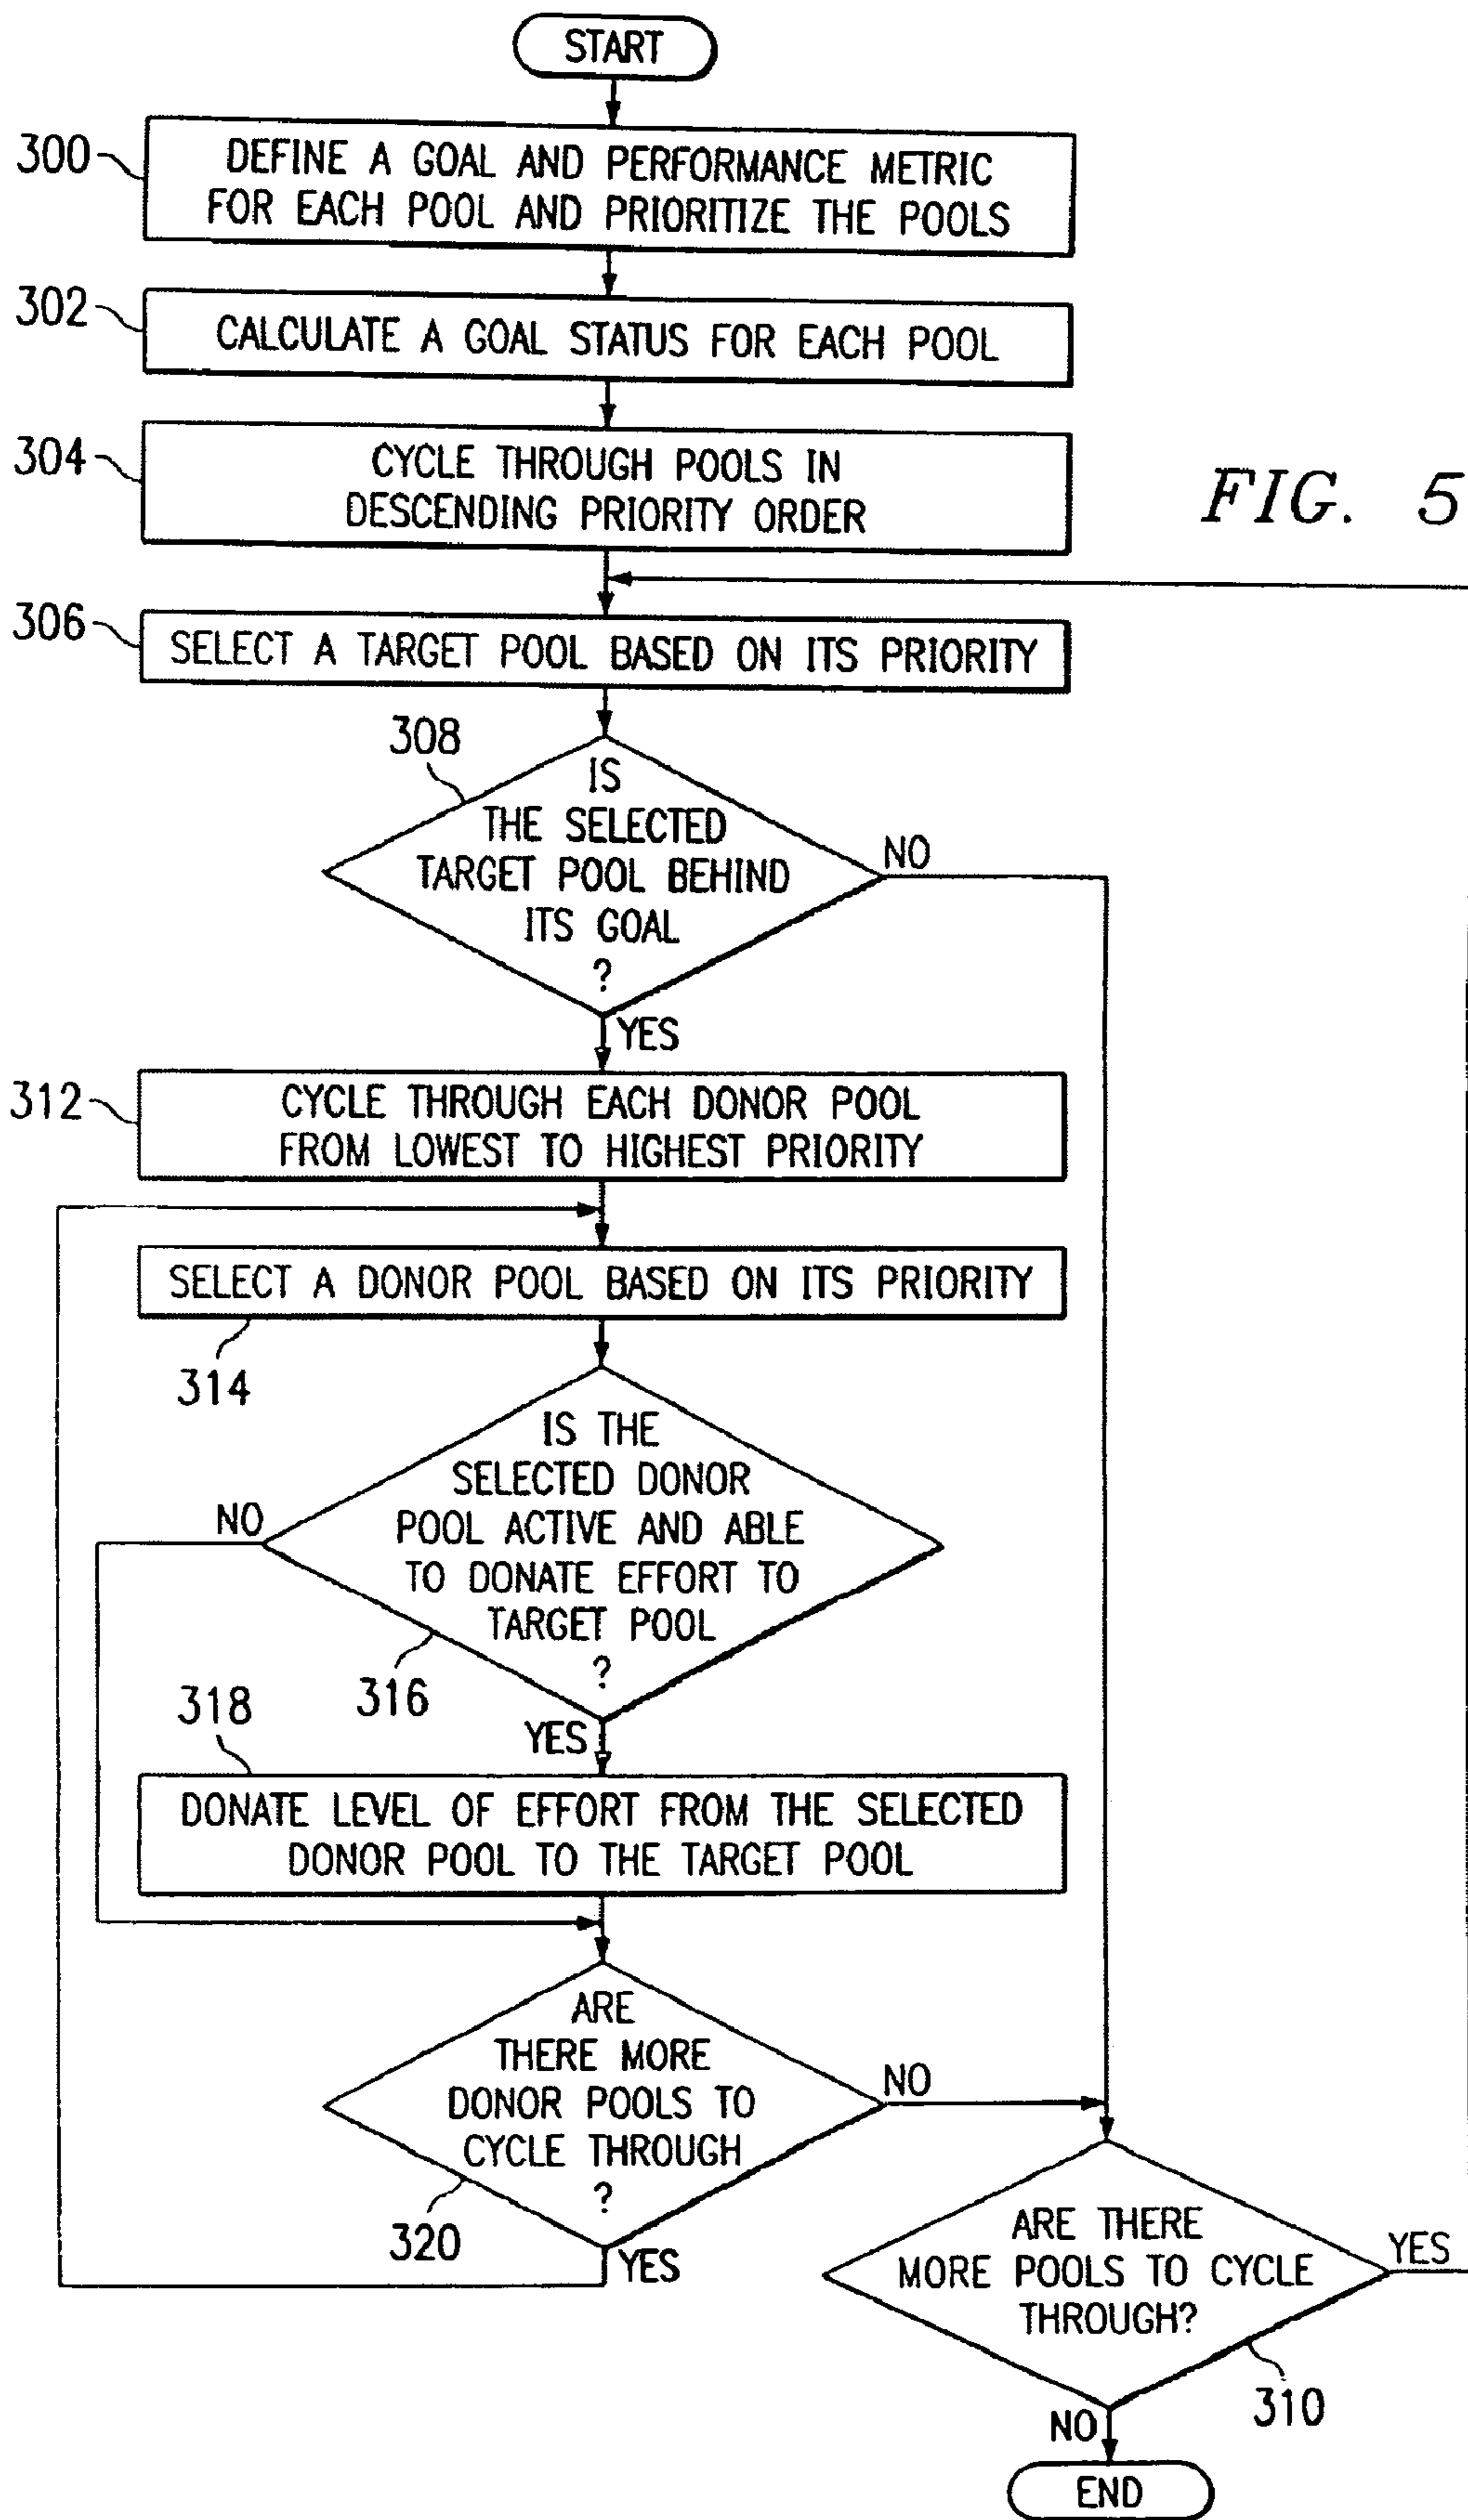 START
300
DEFINE A GOAL AND PERFORMANCE METRIC
FOR EACH POOL AND PRIORITIZE THE POOLS
302
CALCULATE A GOAL STATUS FOR EACH POOL
304
CYCLE THROUGH POOLS IN
DESCENDING PRIORITY ORDER
FIG. 5
306
SELECT A TARGET POOL BASED ON ITS PRIORITY
308
IS
THE SELECTED
TARGET POOL BEHIND
ITS GOAL
?
NO
YES
312
CYCLE THROUGH EACH DONOR POOL
FROM LOWEST TO HIGHEST PRIORITY
SELECT A DONOR POOL BASED ON ITS PRIORITY
314
IS THE
SELECTED DONOR
POOL ACTIVE AND ABLE
TO DONATE EFFORT TO
TARGET POOL
?
NO
316
318
YES
DONATE LEVEL OF EFFORT FROM THE SELECTED
DONOR POOL TO THE TARGET POOL
ARE
THERE MORE
DONOR POOLS TO
CYCLE THROUGH
?
NO
320
YES
ARE THERE
MORE POOLS TO CYCLE
THROUGH?
YES
310
NO
END